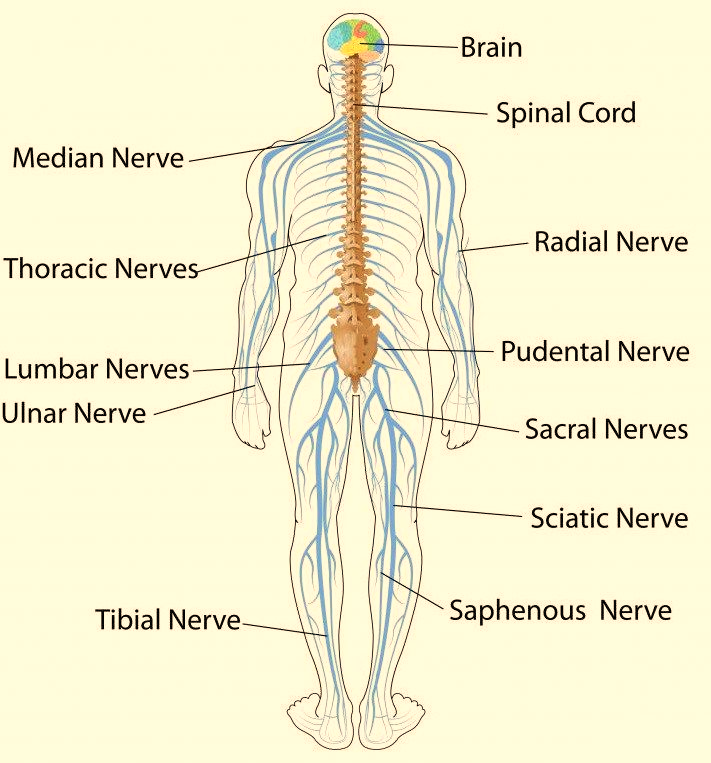 Brain
Spinal Cord
Median Nerve
Radial Nerve
Thoracic Nerves
Pudental Nerve
Lumbar Nerves
Ulnar Nerve
Sacral Nerves
Sciatic Nerve
Saphenous Nerve
Tibial Nerve